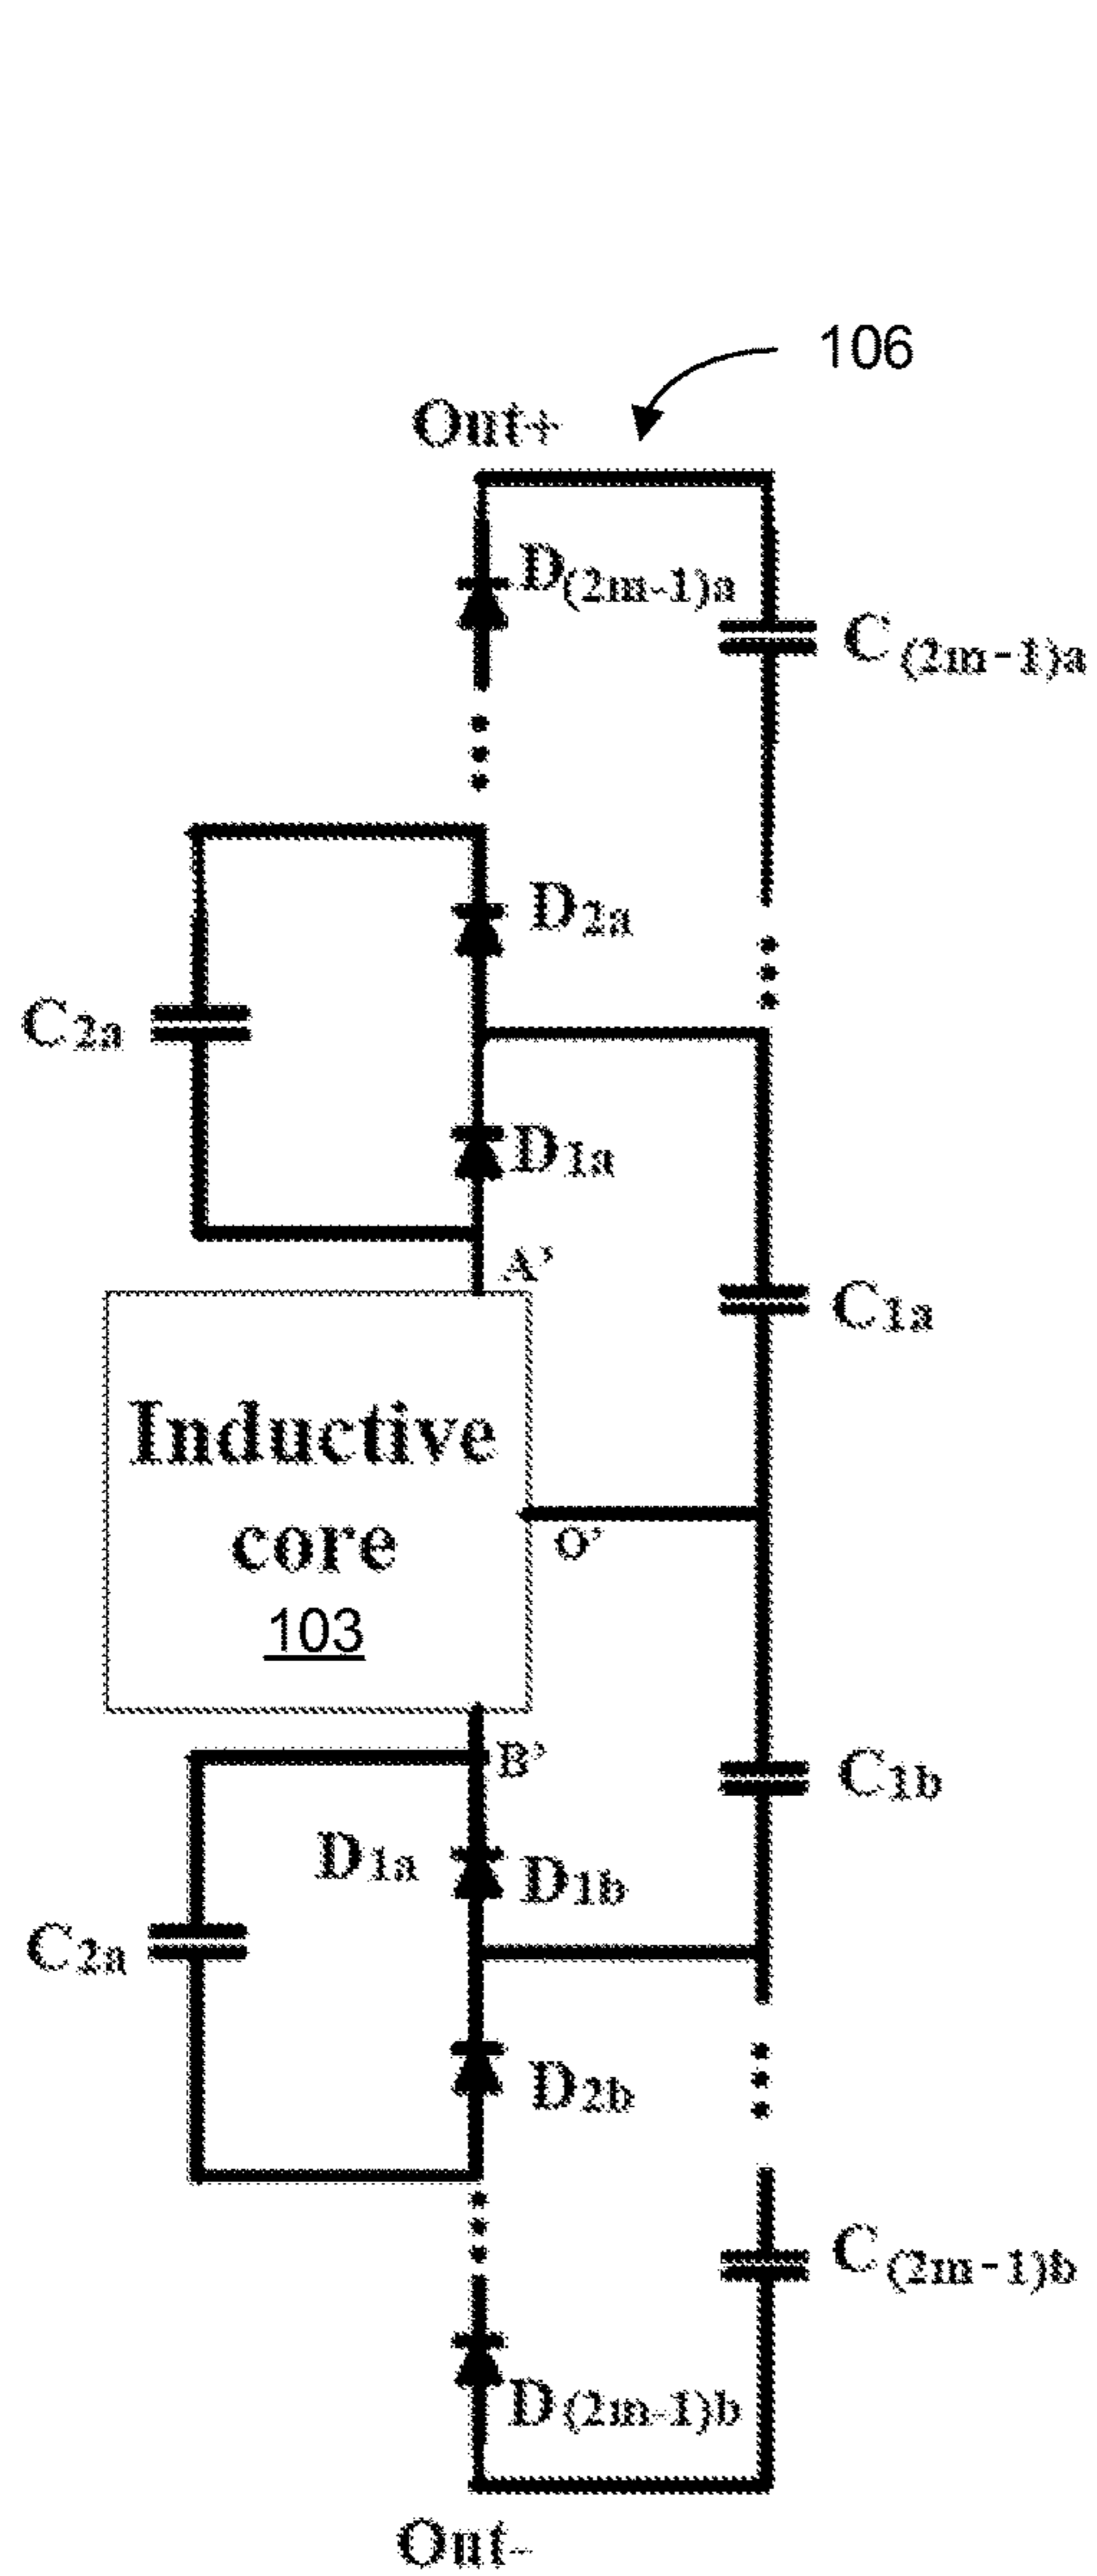 106
Out+
D(2m-1)a
C(2m-1)a
D2a
C2a
D1a
A'
C1a
Inductive
core
O'
103
B'
C1b
D1a
D1b
C2a
D2b
C(2m-1)b
D(2m-1)b
Out-